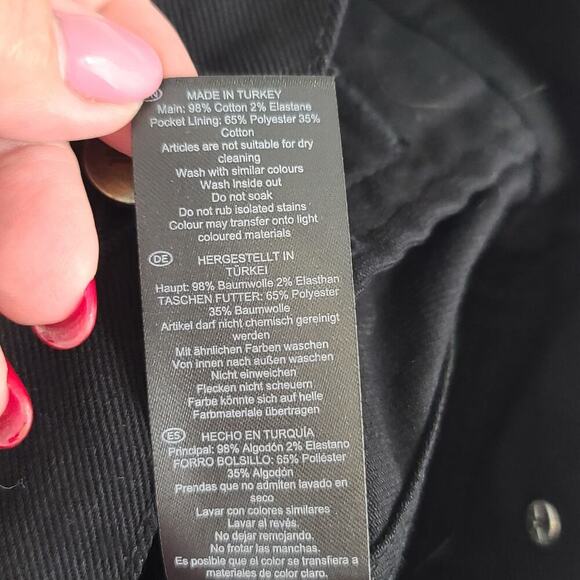 MADE IN TURKEY
Main: 98% Cotton 2% Elastane
Pocket Lining: 65% Polyester 35%
Cotton
Articles are not suitable for dry
cleaning
Wash with similar colours
Wash Inside out
Do not soak
Do not rub isolated stains
Colour may transfer onto light
coloured materials
DE HERGESTELLT IN
TÜRKEI
Haupt: 98% Baumwolle 2% Elasthan
TASCHEN FUTTER: 65% Polyester
35% Baumwolle
Artikel darf nicht chemisch gereinigt
werden
Mit ähnlichen Farben waschen
Von innen nach außen waschen
Nicht einweichen
Flecken nicht scheuern
Farbe könnte sich auf helle
Farbmateriale übertragen
ES HECHO EN TURQUÍA
Principal: 98% Algodón 2% Elastano
FORRO BOLSILLO: 65% Poliéster
35% Algodón
Prendas que no admiten lavado en
seco
Lavar con colores similares
Lavar al revés.
No dejar remojando.
No frotar las manchas.
Es posible que el color se transfiera a
materiales de color claro.